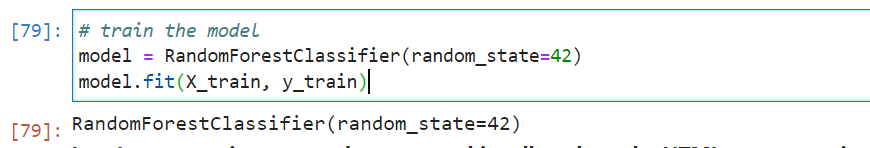 [79]:
# train the model
model = RandomForestClassifier(random_state=42)
model.fit(X_train, y_train)
[79]:
RandomForestClassifier(random_state=42)